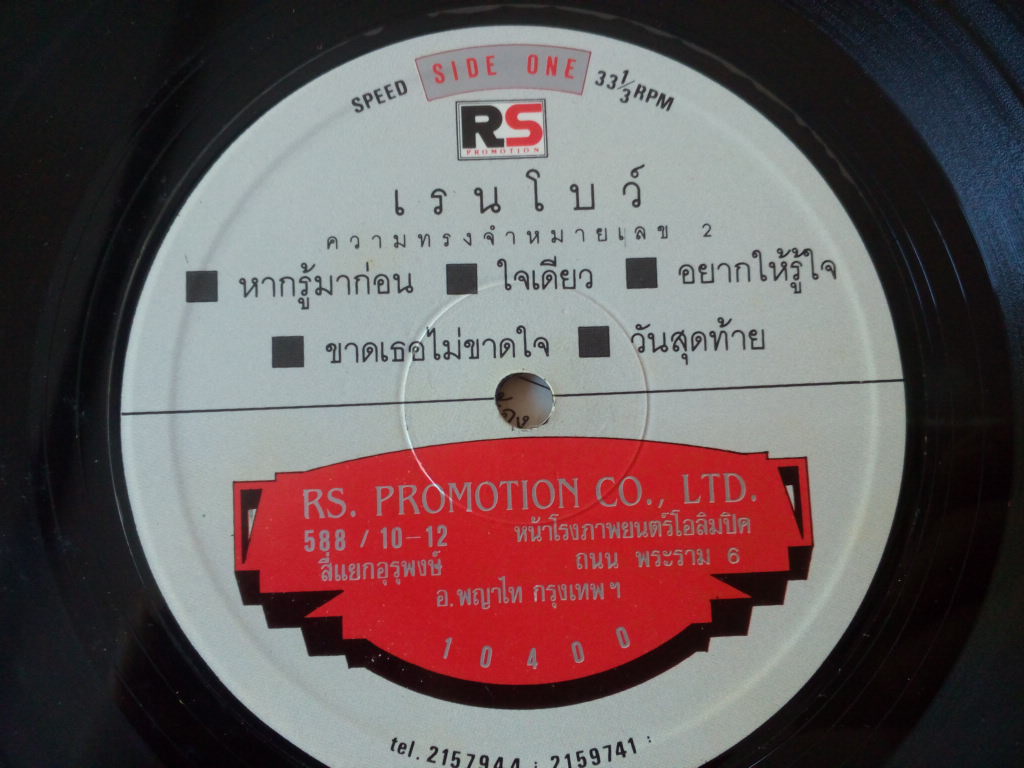 SPEED SIDE ONE 33 1/3 RPM
RS
PROMOTION
เรนโบว์
ความทรงจำหมายเลข 2
■ หากรู้มาก่อน ■ ใจเดียว ■ อยากให้รู้ใจ
■ ขาดเธอไม่ขาดใจ ■ วันสุดท้าย
RS. PROMOTION CO., LTD.
588 / 10-12 หน้าโรงภาพยนตร์โอลิมปิค
สี่แยกอุรุพงษ์ ถนน พระราม 6
อ.พญาไท กรุงเทพฯ
10400
tel. 2157944 : 2159741 :